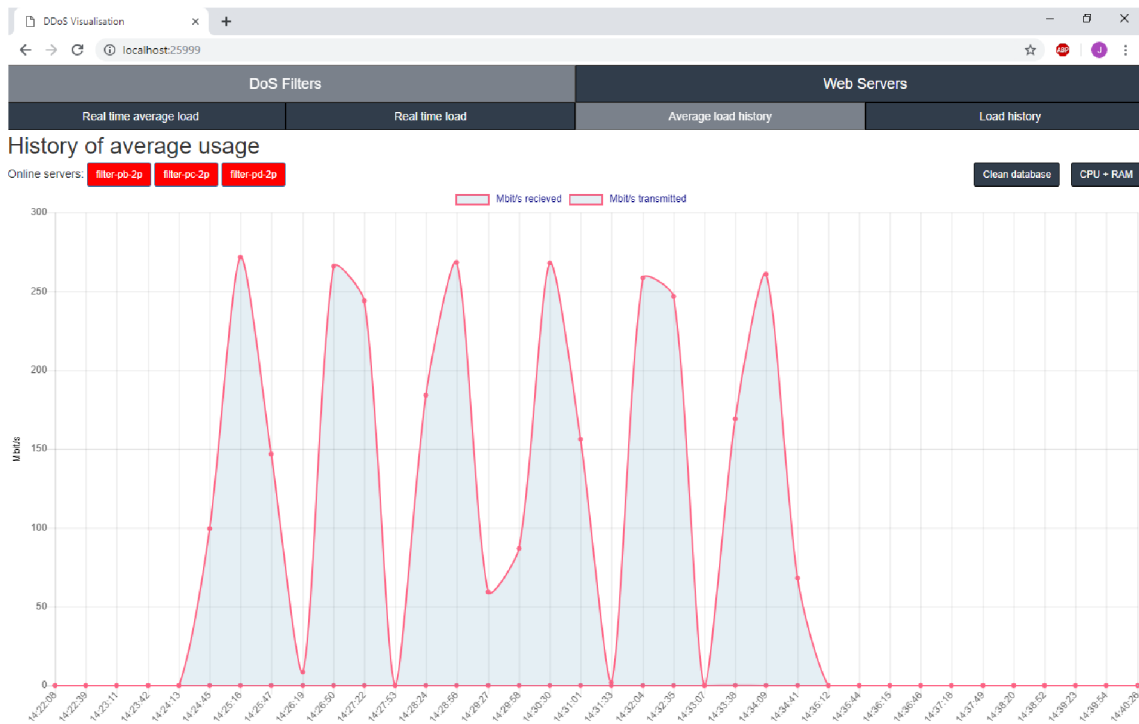 DDoS Visualisation
localhost:25999
ABP
J
DoS Filters Web Servers
Real time average load Real time load Average load history Load history
History of average usage
Online servers: filter-pb-2p filter-pc-2p filter-pd-2p Clean database CPU + RAM
Mbit/s recieved Mbit/s transmitted
300
250
200
150
100
50
0
Mbit/s
14:22:08 14:22:39 14:23:11 14:23:42 14:24:13 14:24:45 14:25:16 14:25:47 14:26:19 14:26:50 14:27:22 14:27:53 14:28:24 14:28:56 14:29:27 14:29:58 14:30:30 14:31:01 14:31:33 14:32:04 14:32:35 14:33:07 14:33:38 14:34:09 14:34:41 14:35:12 14:35:44 14:36:15 14:36:46 14:37:18 14:37:49 14:38:20 14:38:52 14:39:23 14:39:54 14:40:26